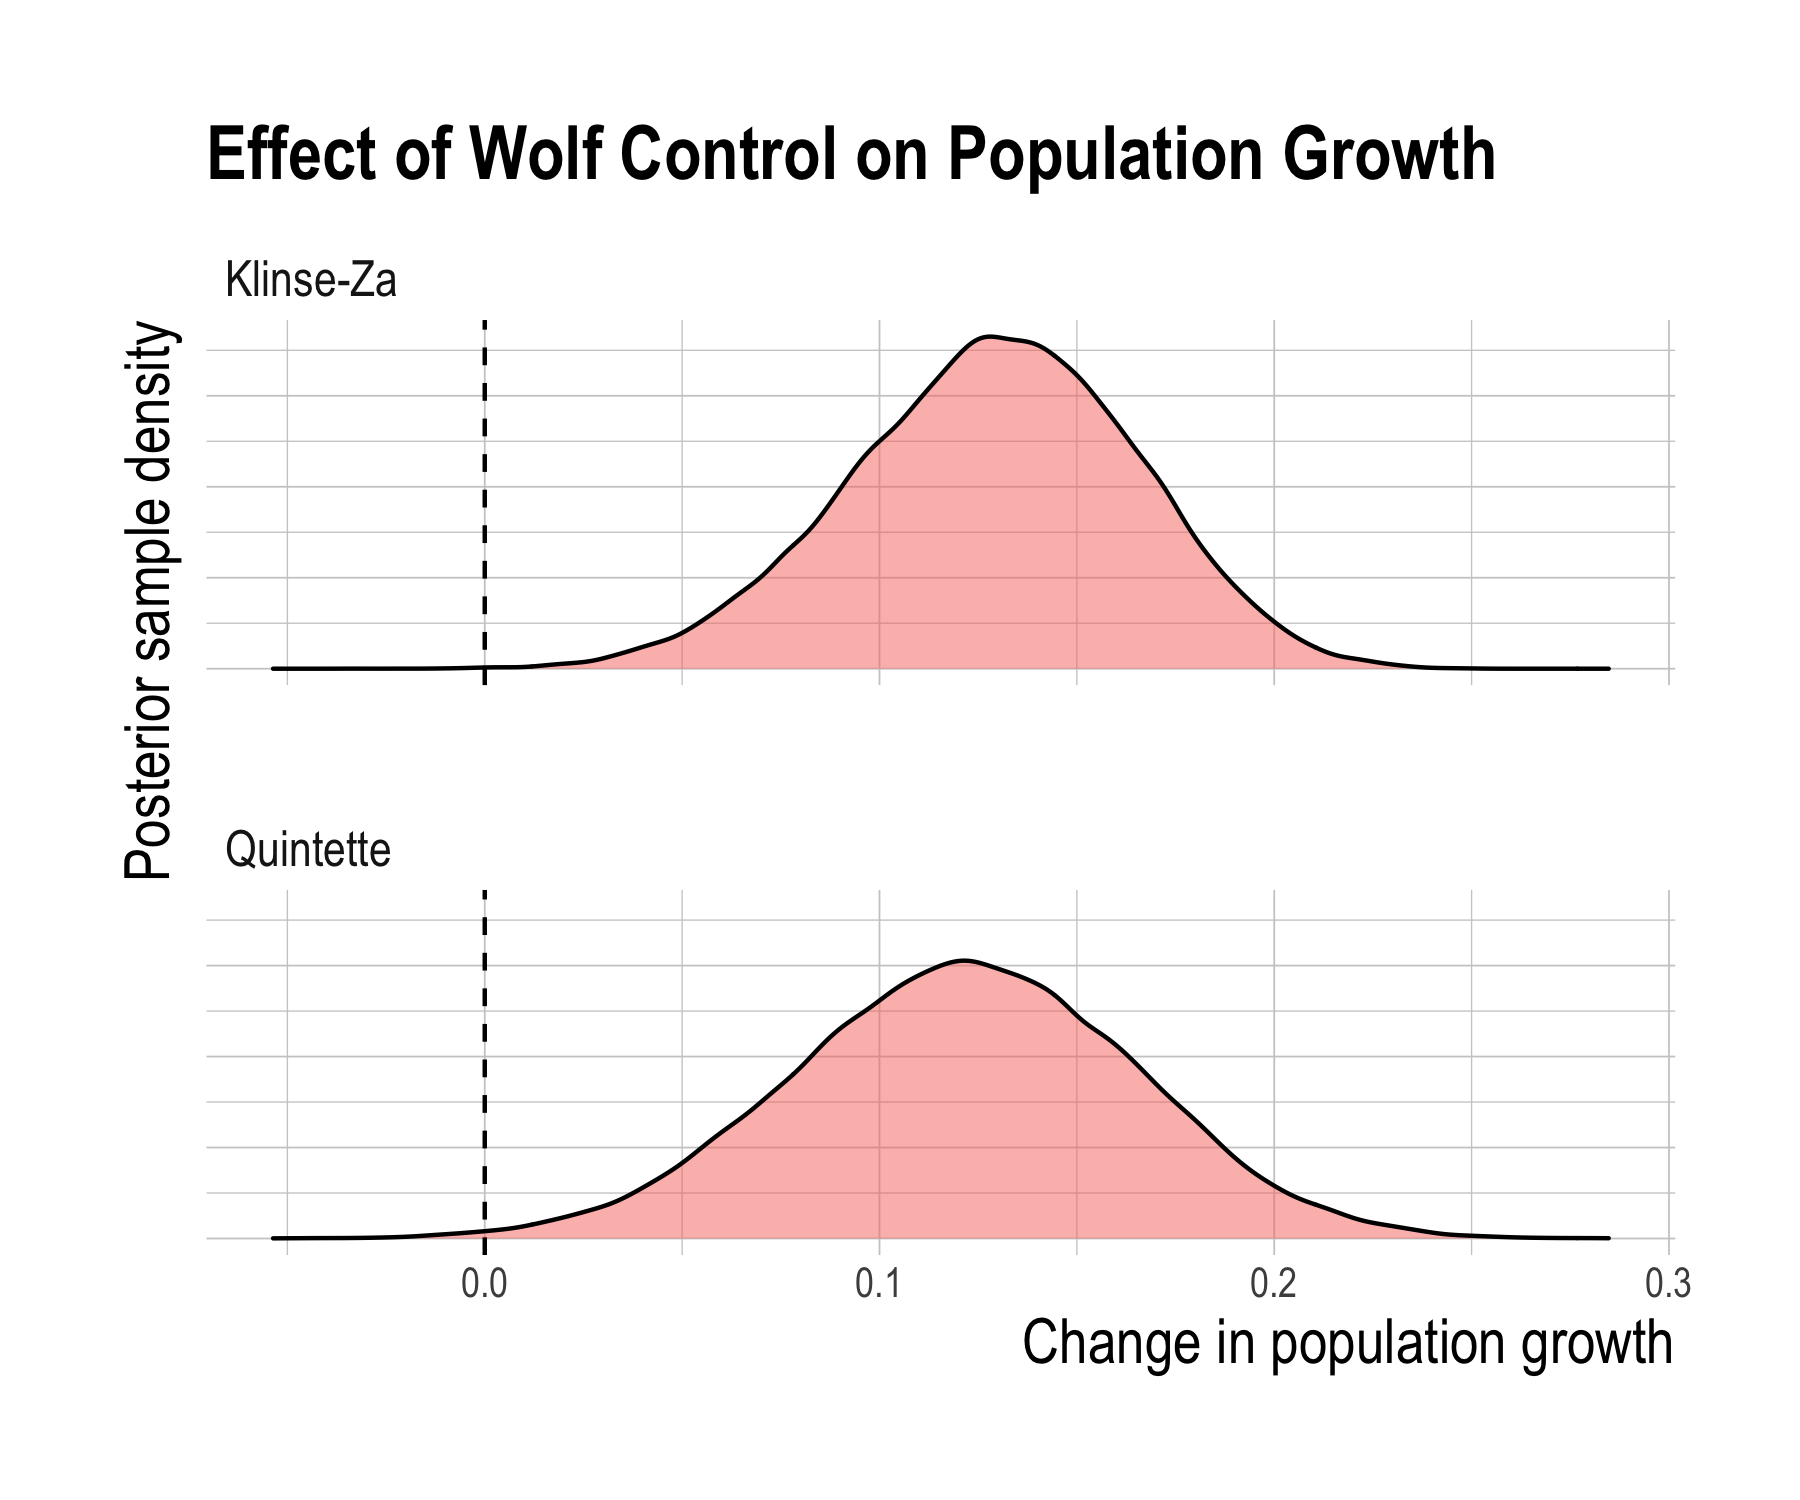 Effect of Wolf Control on Population Growth
Klinse-Za
Posterior sample density
Quintette
0.0 0.1 0.2 0.3
Change in population growth